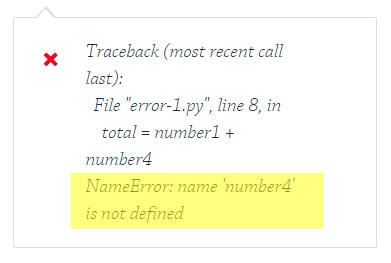 Traceback (most recent call
last):
File "error-1.py", line 8, in
total = number1 +
number4
NameError: name 'number4'
is not defined